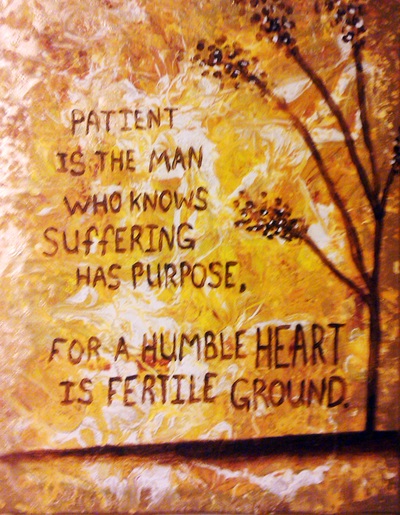 PATIENT
IS THE MAN
WHO KNOWS
SUffERING
HAS PURPOSE,
FOR A HUMBLE HEART
IS FERTILE GROUND.